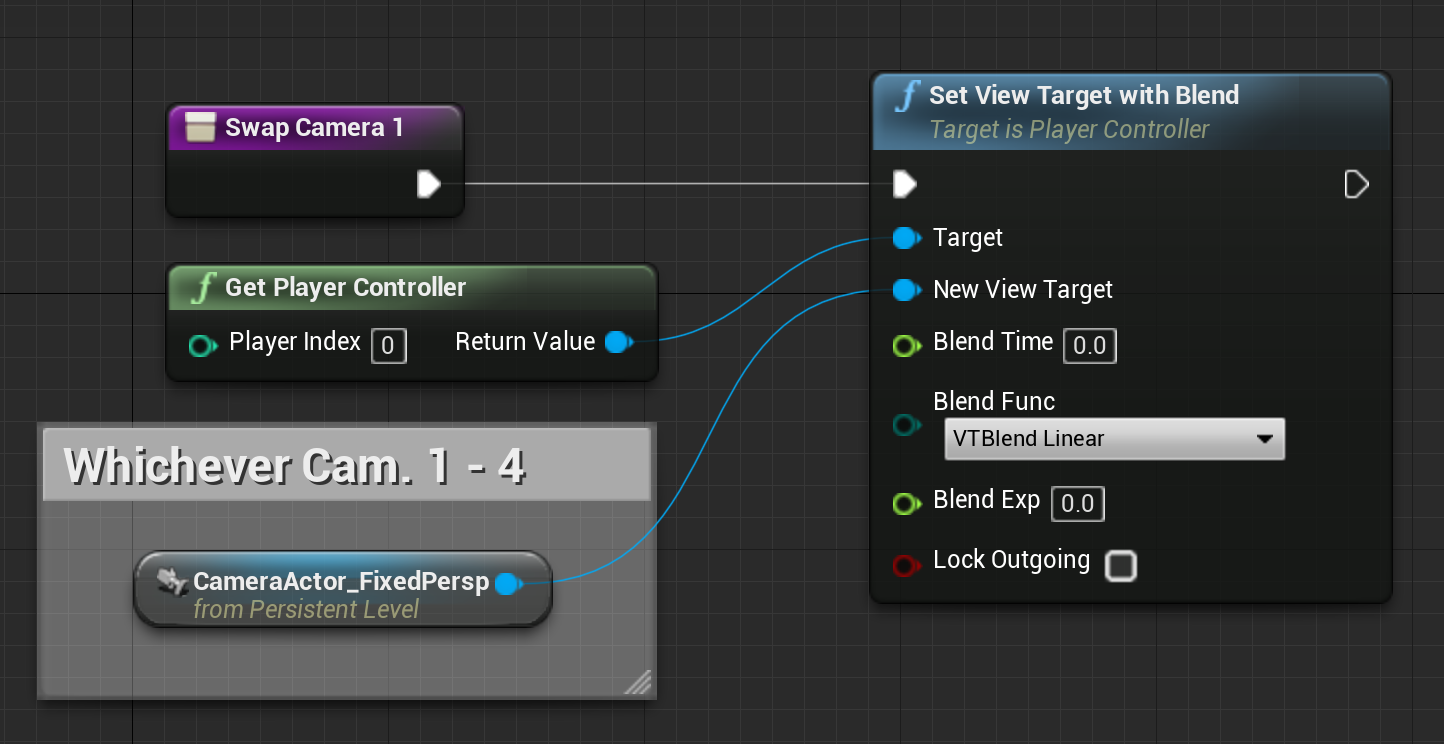 Swap Camera 1
Get Player Controller
Player Index 0 Return Value
Whichever Cam. 1 - 4
CameraActor_FixedPersp
from Persistent Level
Set View Target with Blend
Target is Player Controller
Target
New View Target
Blend Time 0.0
Blend Func
VTBlend Linear
Blend Exp 0.0
Lock Outgoing